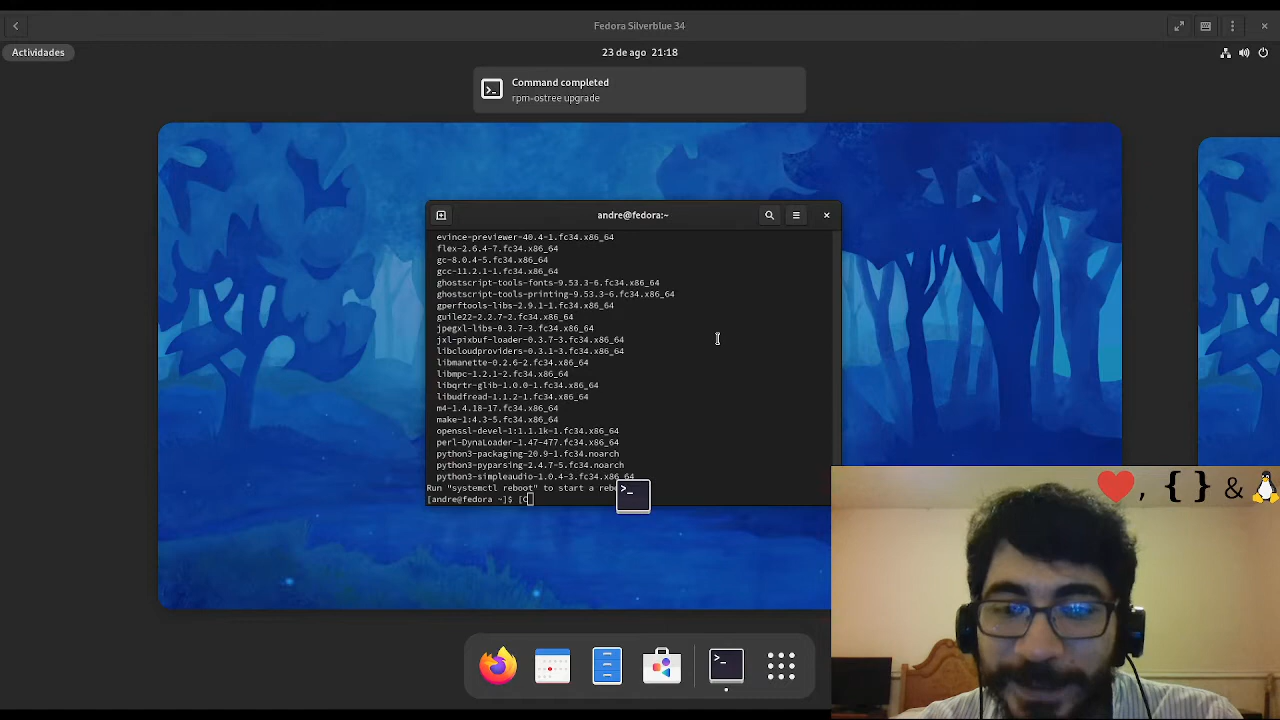 Fedora Silverblue 34
Actividades
23 de ago 21:18
Command completed
rpm-ostree upgrade
andre@fedora:~
evince-previewer-40.4-1.fc34.x86_64
flex-2.6.4-7.fc34.x86_64
gc-8.0.4-5.fc34.x86_64
gcc-11.2.1-1.fc34.x86_64
ghostscript-tools-fonts-9.53.3-6.fc34.x86_64
ghostscript-tools-printing-9.53.3-6.fc34.x86_64
gperftools-libs-2.9.1-1.fc34.x86_64
guile22-2.2.7-2.fc34.x86_64
jpegxl-libs-0.3.7-3.fc34.x86_64
jxl-pixbuf-loader-0.3.7-3.fc34.x86_64
libcloudproviders-0.3.1-3.fc34.x86_64
libmanette-0.2.6-2.fc34.x86_64
libmpc-1.2.1-2.fc34.x86_64
libqrtr-glib-1.0.0-1.fc34.x86_64
libudfread-1.1.2-1.fc34.x86_64
m4-1.4.18-17.fc34.x86_64
make-1:4.3-5.fc34.x86_64
openssl-devel-1:1.1.1k-1.fc34.x86_64
perl-DynaLoader-1.47-477.fc34.x86_64
python3-packaging-20.9-1.fc34.noarch
python3-pyparsing-2.4.7-5.fc34.noarch
python3-simpleaudio-1.0.4-3.fc34.x86_64
Run "systemctl reboot" to start a reb
[andre@fedora ~]$ [C
, { } &